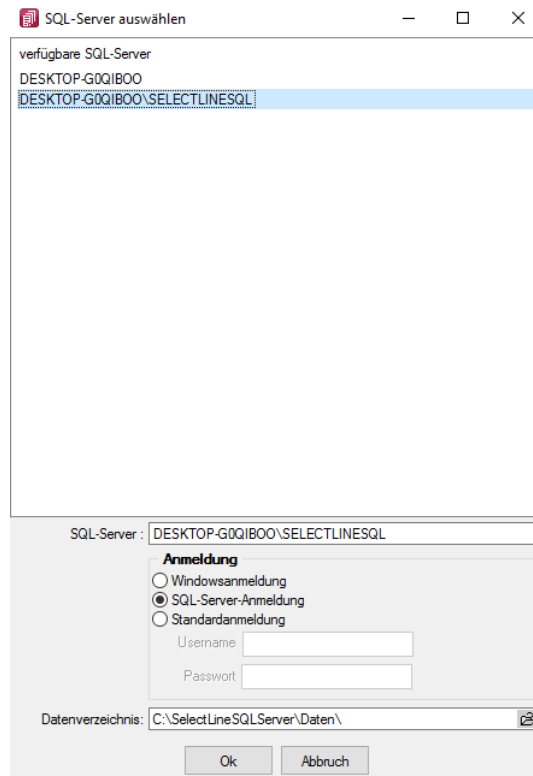 SQL-Server auswählen
verfügbare SQL-Server
DESKTOP-G0QIBOO
DESKTOP-G0QIBOO\SELECTLINESQL
SQL-Server : DESKTOP-G0QIBOO\SELECTLINESQL
Anmeldung
Windowsanmeldung
SQL-Server-Anmeldung
Standardanmeldung
Username
Passwort
Datenverzeichnis: C:\SelectLineSQLServer\Daten\
Ok Abbruch